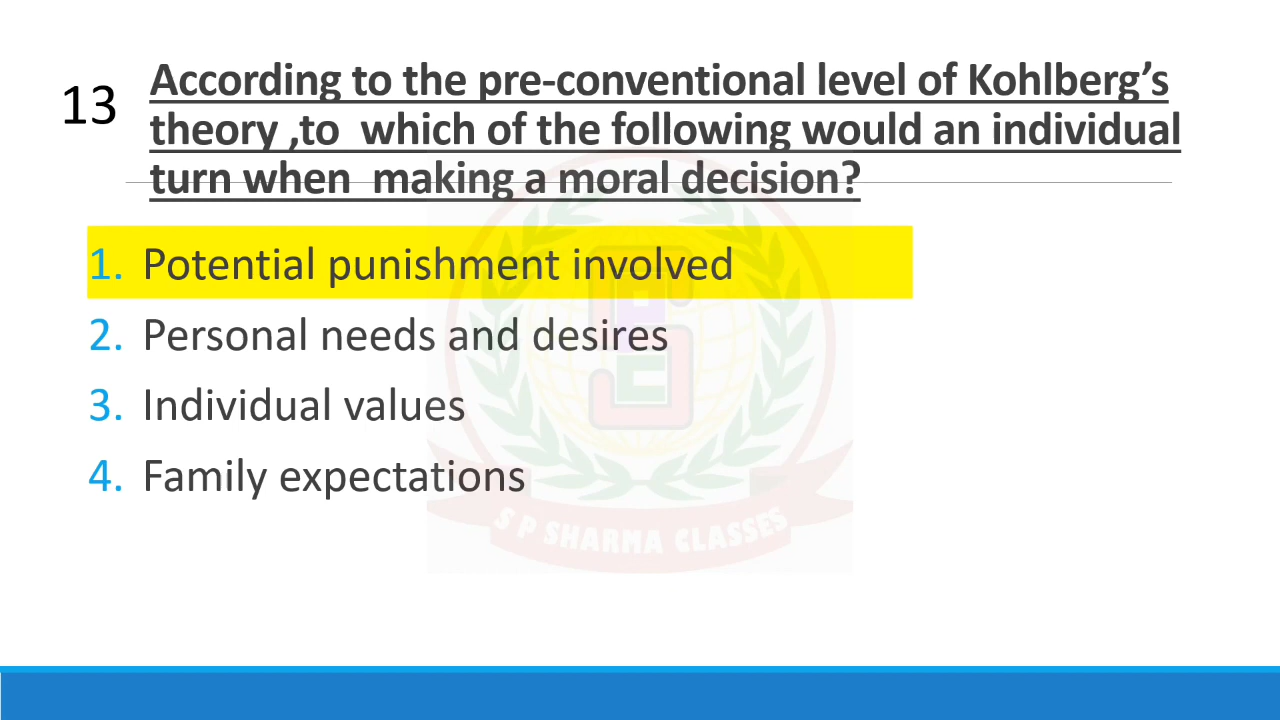 13
According to the pre-conventional level of Kohlberg’s
theory ,to  which of the following would an individual
turn when  making a moral decision?
1. Potential punishment involved
2. Personal needs and desires
3. Individual values
4. Family expectations
S P SHARMA CLASSES